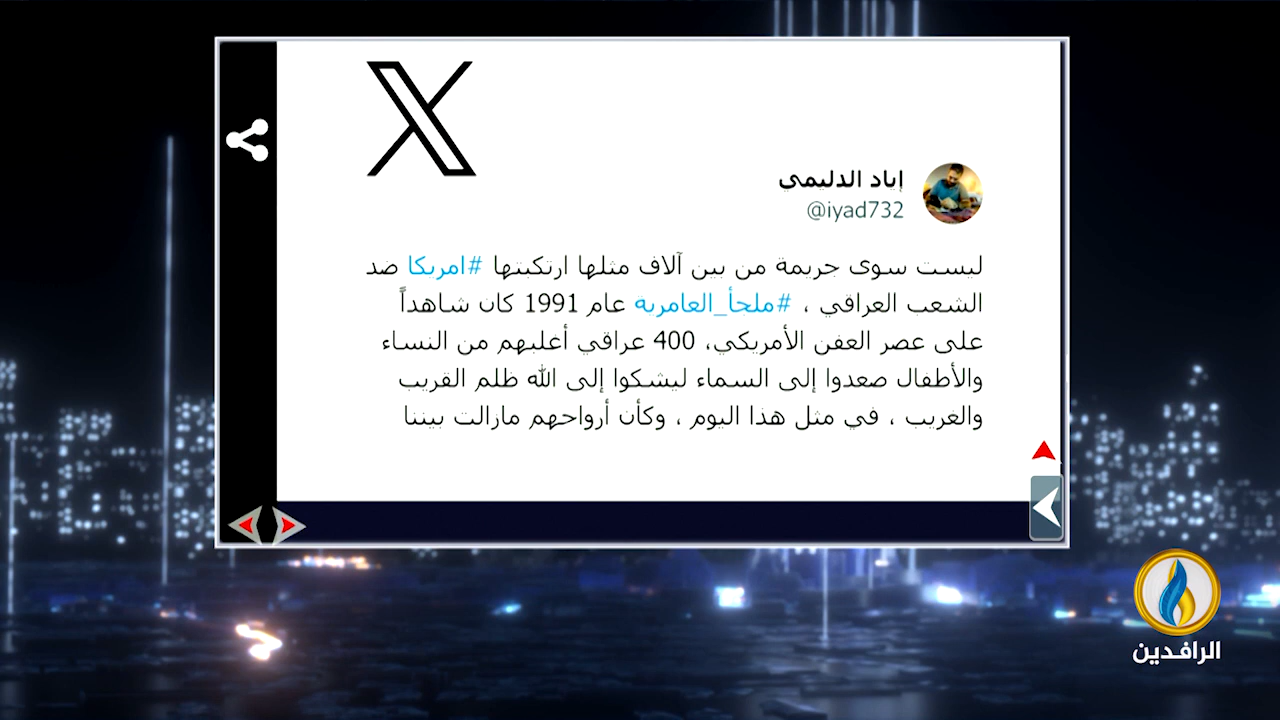 إياد الدليمي
@iyad732
ليست سوى جريمة من بين آلاف مثلها ارتكبتها #امريكا ضد
الشعب العراقي ، #ملجأ_العامرية عام 1991 كان شاهداً
على عصر العفن الأمريكي، 400 عراقي أغلبهم من النساء
والأطفال صعدوا إلى السماء ليشكوا إلى الله ظلم القريب
والغريب ، في مثل هذا اليوم ، وكأن أرواحهم مازالت بيننا
الرافدين